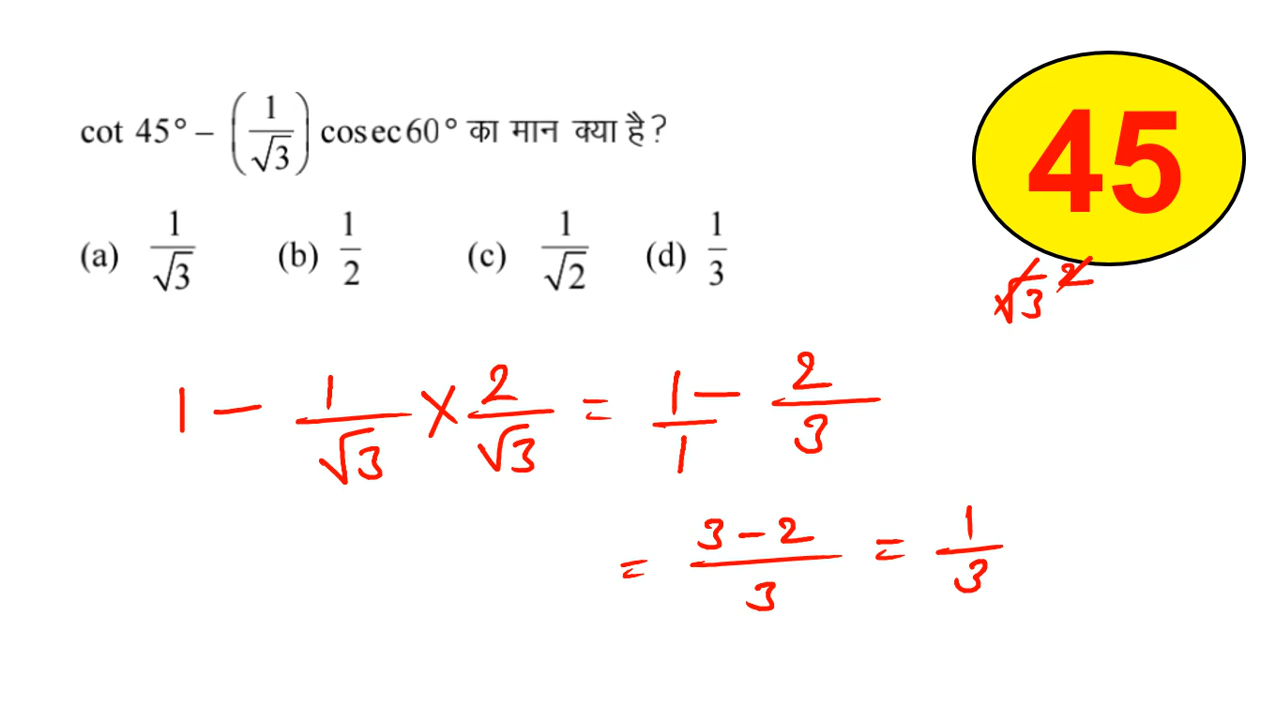 cot 45° – (1/√3) cosec 60° का मान क्या है?
45
(a) 1/√3 (b) 1/2 (c) 1/√2 (d) 1/3
√3 2
1 – 1/√3 × 2/√3 = 1/1 – 2/3
= 3 – 2/3 = 1/3